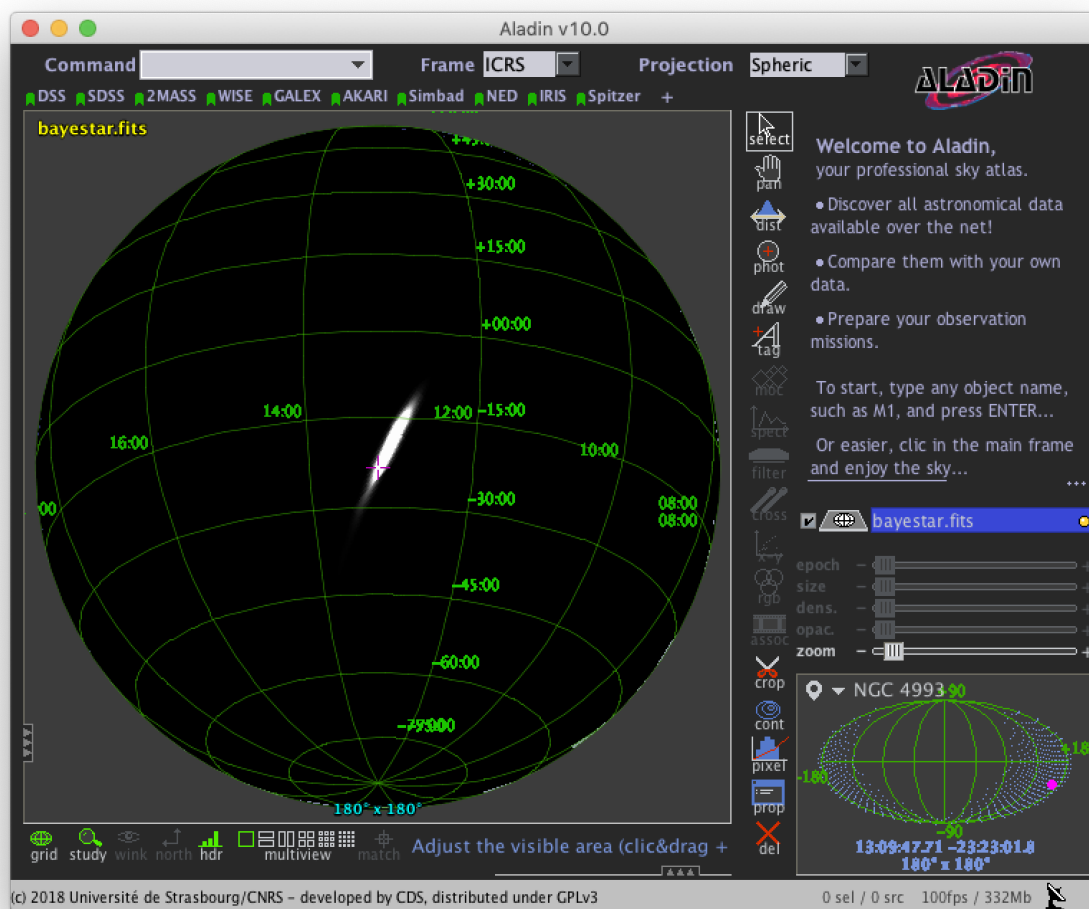 Aladin v10.0
Command Frame ICRS Projection Spheric
ALADiN
DSS SDSS 2MASS WISE GALEX AKARI Simbad NED IRIS Spitzer +
bayestar.fits
+30:00
+15:00
+00:00
14:00 12:00 -15:00
16:00 10:00
-30:00
08:00
08:00
:00
-45:00
-60:00
180° x 180°
select
pan
dist
phot
draw
tag
moc
spect
filter
cross
x-y
rgb
assoc
crop
cont
pixel
prop
del
Welcome to Aladin,
your professional sky atlas.
• Discover all astronomical data
available over the net!
• Compare them with your own
data.
• Prepare your observation
missions.
To start, type any object name,
such as M1, and press ENTER...
Or easier, clic in the main frame
and enjoy the sky...
bayestar.fits
epoch
size
dens.
opac.
zoom
NGC 4993 +90
-180 +18
-90
13:09:47.71 -23:23:01.8
180° x 180°
grid study wink north hdr multiview match Adjust the visible area (clic&drag +
(c) 2018 Université de Strasbourg/CNRS - developed by CDS, distributed under GPLv3 0 sel / 0 src 100fps / 332Mb